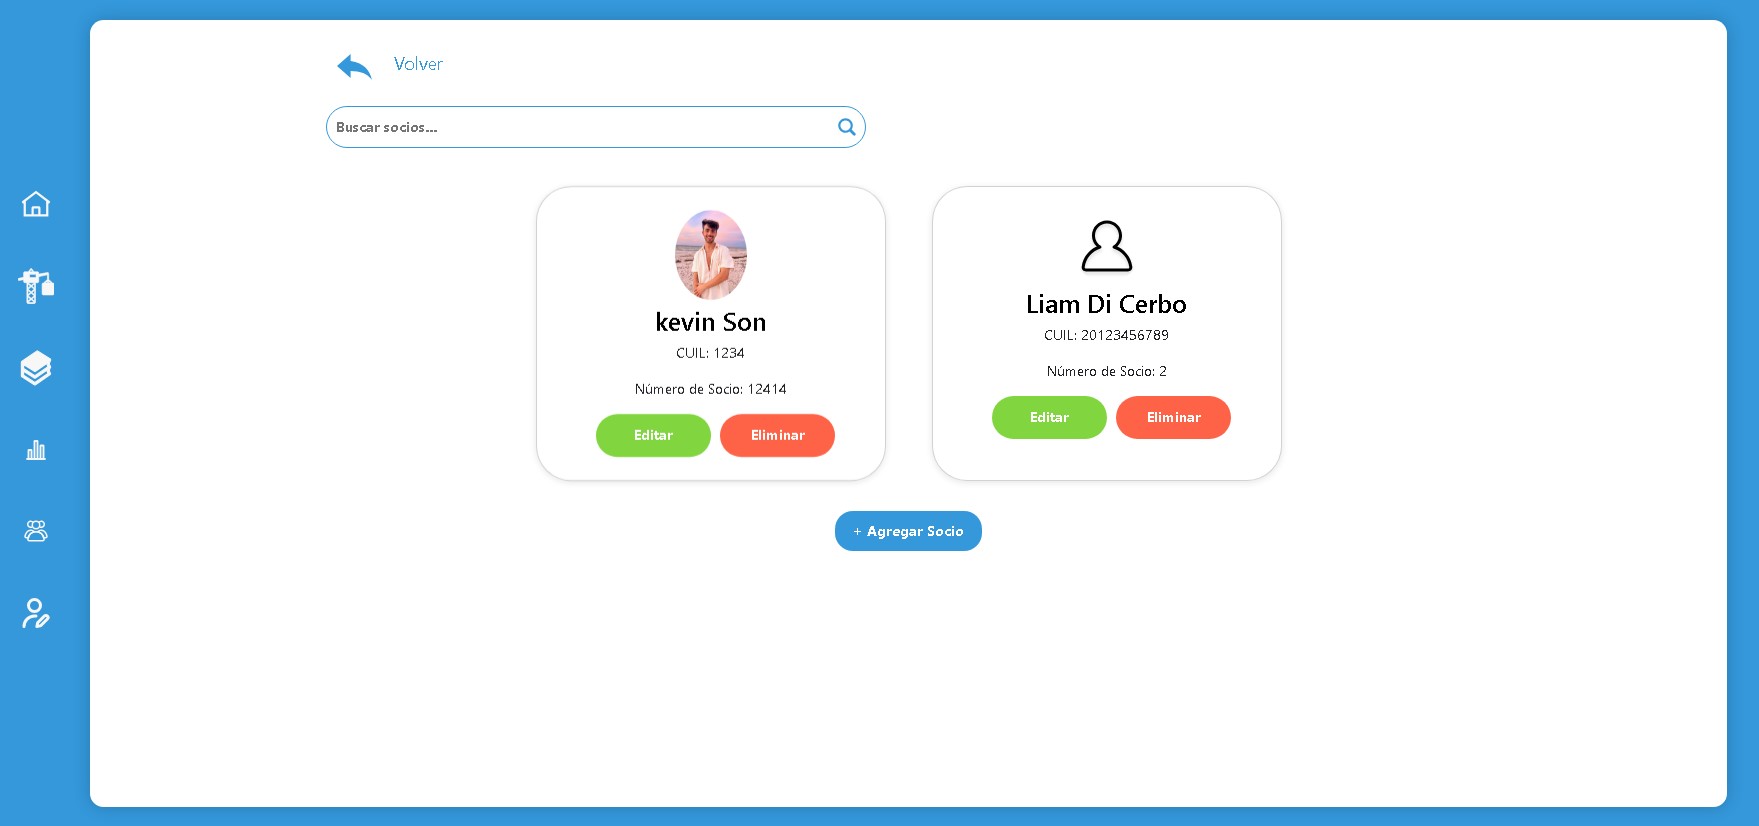 Volver
Buscar socios...
kevin Son
CUIL: 1234
Número de Socio: 12414
Editar Eliminar
Liam Di Cerbo
CUIL: 20123456789
Número de Socio: 2
Editar Eliminar
+ Agregar Socio